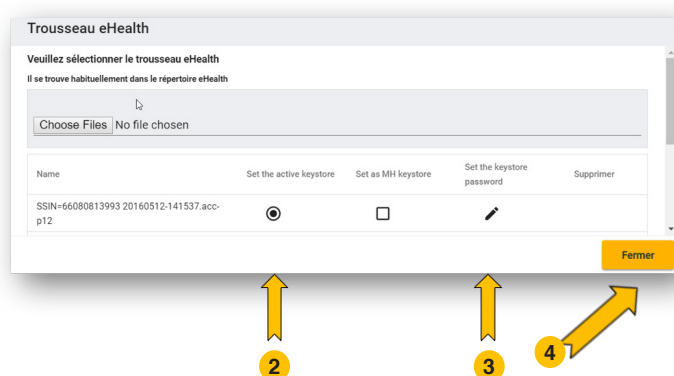 Trousseau eHealth
Veuillez sélectionner le trousseau eHealth
Il se trouve habituellement dans le répertoire eHealth
Choose Files No file chosen
Name Set the active keystore Set as MH keystore Set the keystore password Supprimer
SSIN=66080813993 20160512-141537.acc-
p12
Fermer
2 3 4